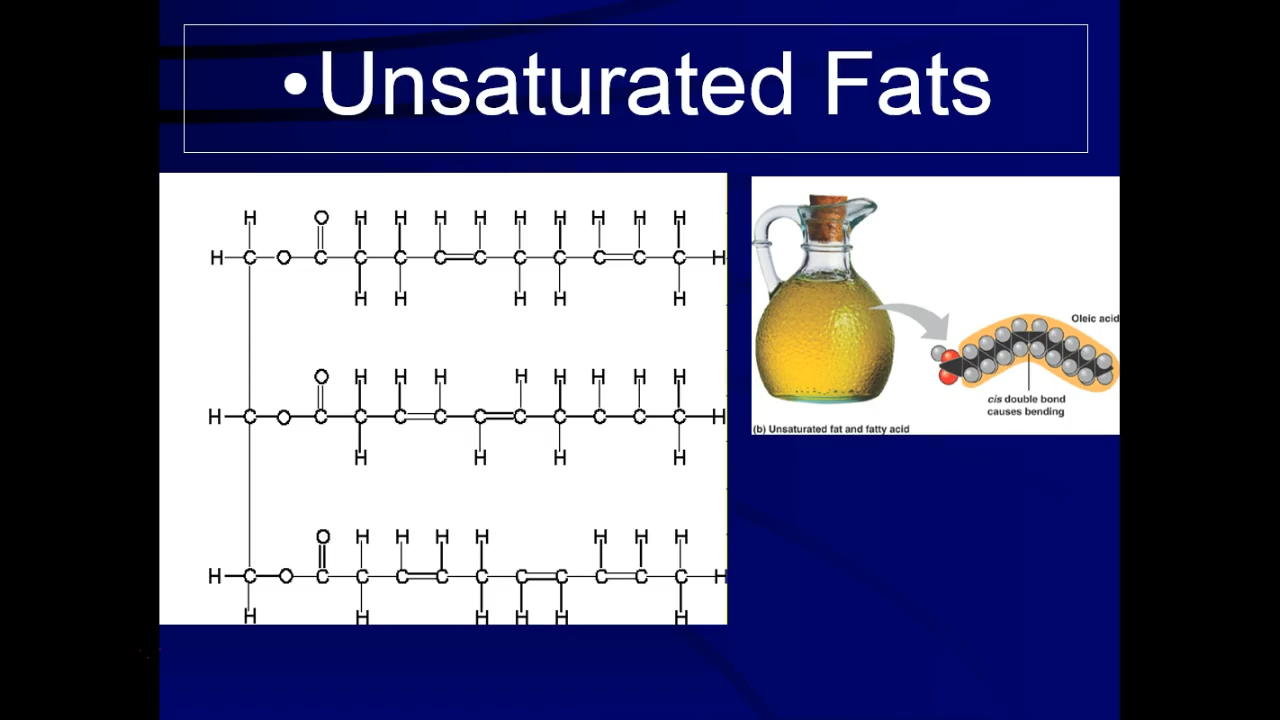 •Unsaturated Fats
H O H H H H H H H H H
H C O C C C C C C C C C C H
H H H H H
O H H H H H H H H
H C O C C C C C C C C C C H
H H H H
O H H H H H H H
H C O C C C C C C C C C C H
H H H H H H
Oleic acid
cis double bond
causes bending
(b) Unsaturated fat and fatty acid